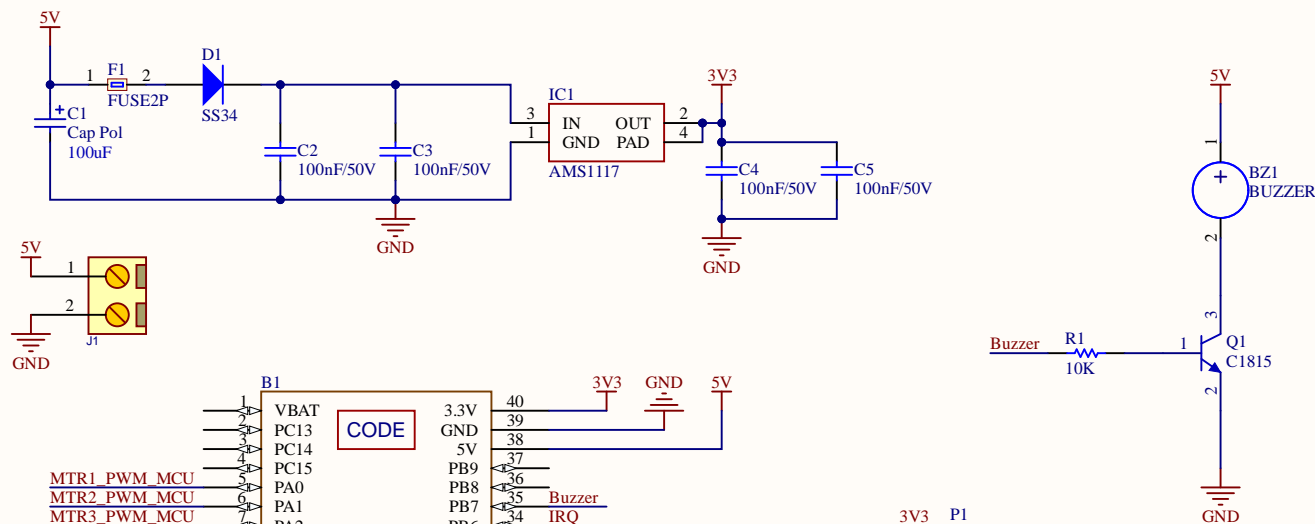 5V
1 F1 2
FUSE2P
D1
SS34
C1
Cap Pol
100uF
C2
100nF/50V
C3
100nF/50V
GND
IC1
3 IN OUT 2
1 GND PAD 4
AMS1117
3V3
C4
100nF/50V
C5
100nF/50V
GND
5V
1
BZ1
BUZZER
2
3
Buzzer R1 1 Q1
10K C1815
2
GND
5V
1
2
GND
J1
B1
CODE
3V3 GND 5V
1 VBAT 3.3V 40
2 PC13 GND 39
3 PC14 5V 38
4 PC15 PB9 37
MTR1_PWM_MCU 5 PA0 PB8 36
MTR2_PWM_MCU 6 PA1 PB7 35 Buzzer
MTR3_PWM_MCU 7 PA2 PB6 34 IRQ
3V3 P1